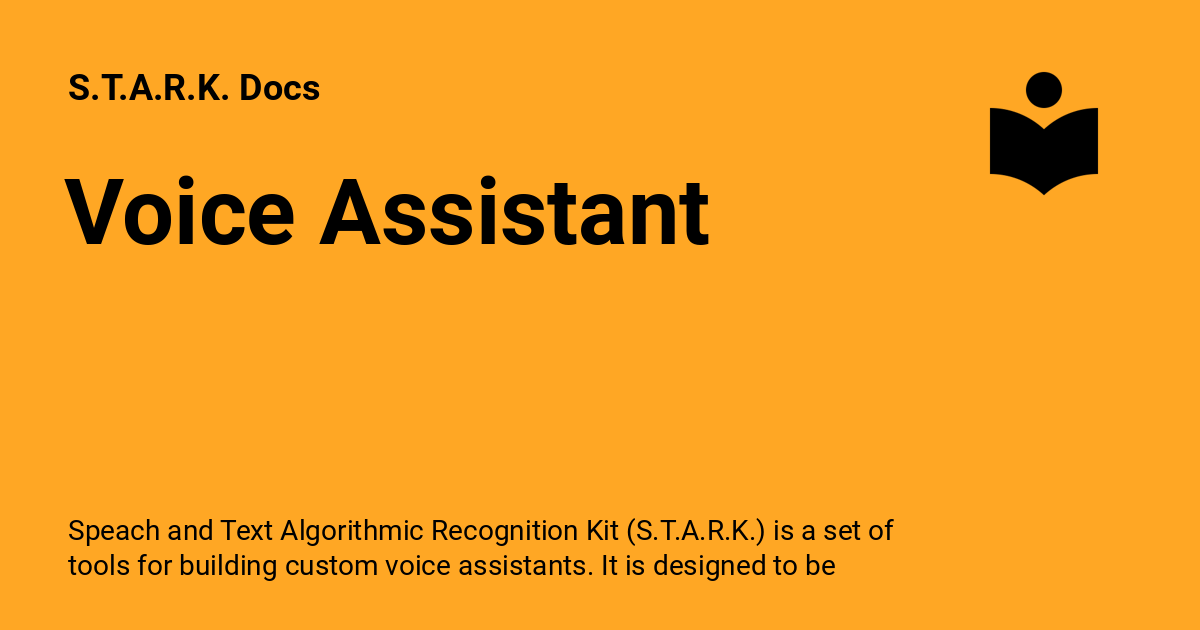 S.T.A.R.K. Docs
Voice Assistant
Speach and Text Algorithmic Recognition Kit (S.T.A.R.K.) is a set of
tools for building custom voice assistants. It is designed to be